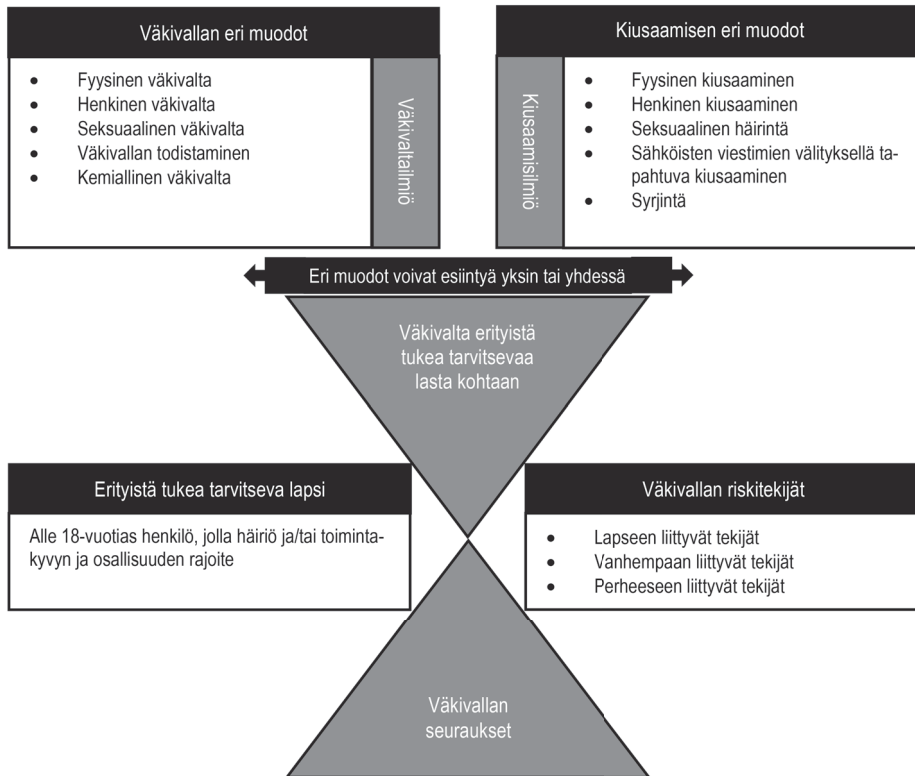 Väkivallan eri muodot
• Fyysinen väkivalta
• Henkinen väkivalta
• Seksuaalinen väkivalta
• Väkivallan todistaminen
• Kemiallinen väkivalta
Väkivaltailmiö
Kiusaamisen eri muodot
Kiusaamisilmiö
• Fyysinen kiusaaminen
• Henkinen kiusaaminen
• Seksuaalinen häirintä
• Sähköisten viestimien välityksellä ta-
pahtuva kiusaaminen
• Syrjintä
Eri muodot voivat esiintyä yksin tai yhdessä
Väkivalta erityistä
tukea tarvitsevaa
lasta kohtaan
Erityistä tukea tarvitseva lapsi
Alle 18-vuotias henkilö, jolla häiriö ja/tai toiminta-
kyvyn ja osallisuuden rajoite
Väkivallan riskitekijät
• Lapseen liittyvät tekijät
• Vanhempaan liittyvät tekijät
• Perheeseen liittyvät tekijät
Väkivallan
seuraukset